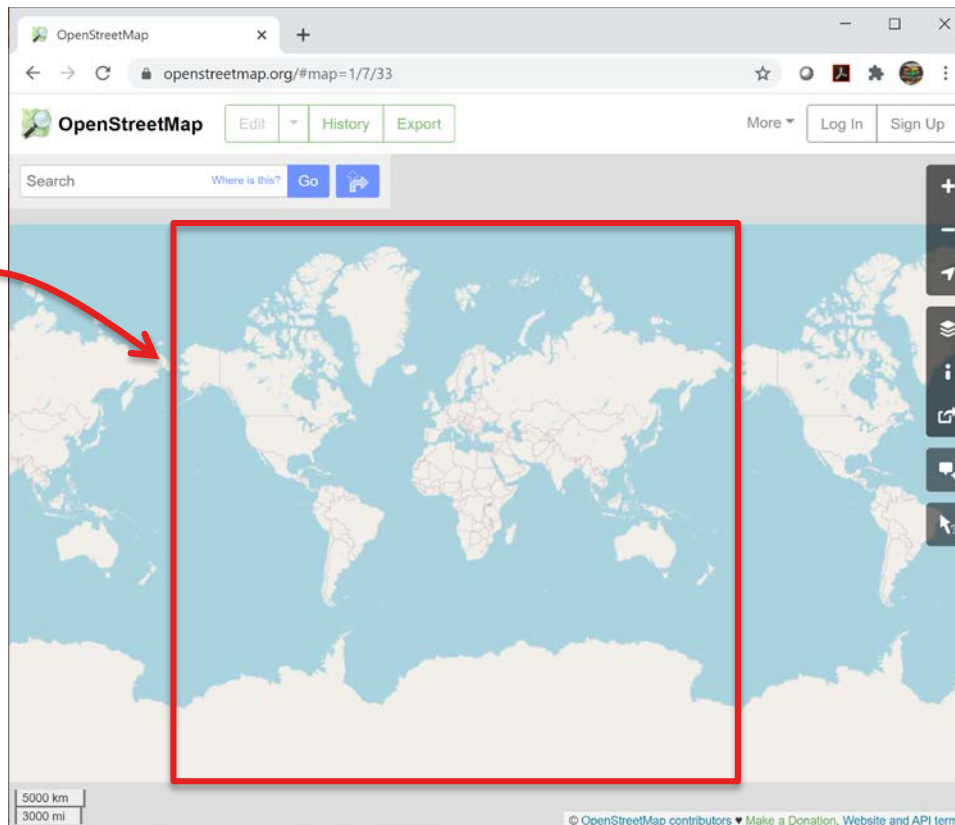 OpenStreetMap
openstreetmap.org/#map=1/7/33
OpenStreetMap Edit History Export More Log In Sign Up
Search Where is this? Go
5000 km
3000 mi
© OpenStreetMap contributors ♥ Make a Donation. Website and API term